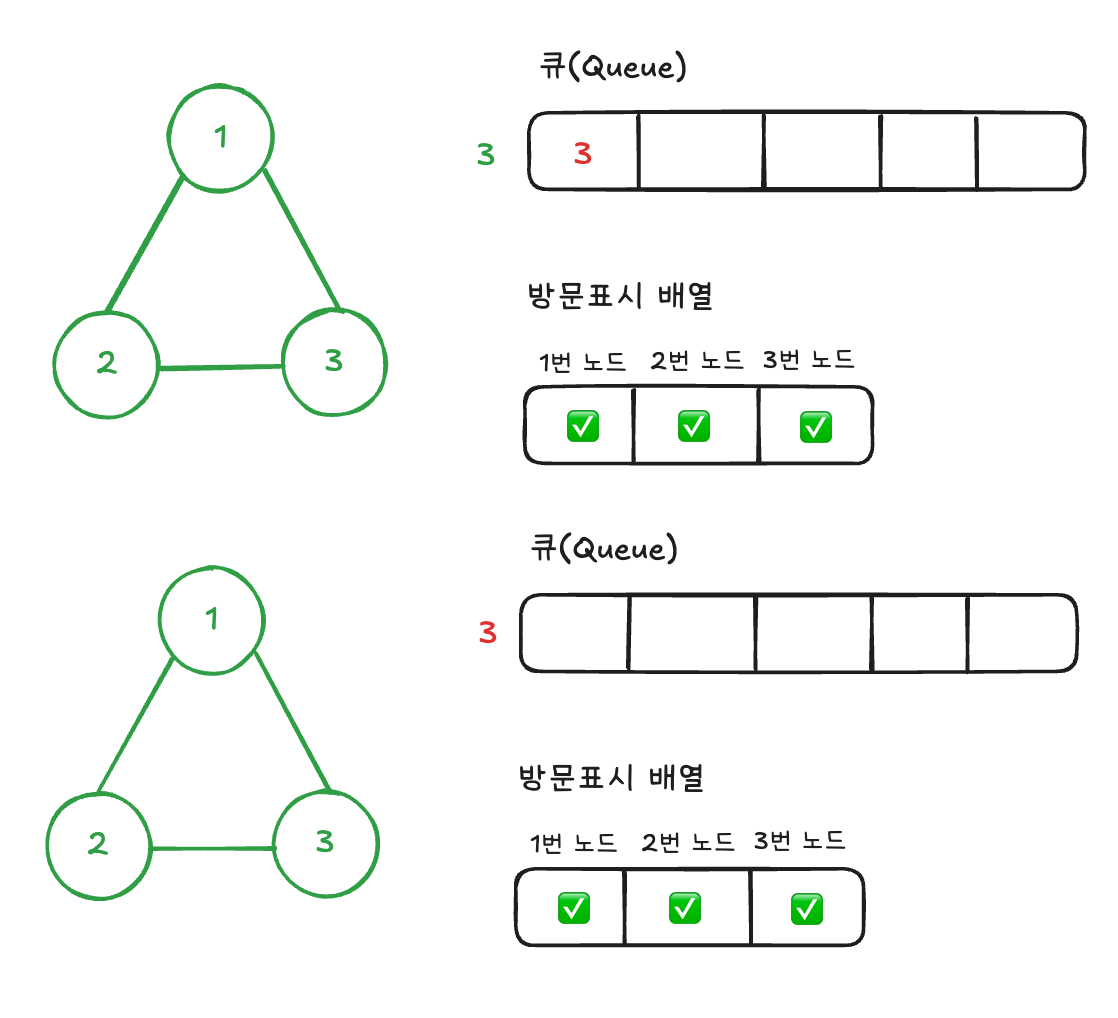 큐(Queue)
1
3 3
방문표시 배열
1번 노드 2번 노드 3번 노드
2 3
✅ ✅ ✅
큐(Queue)
1
3
방문표시 배열
1번 노드 2번 노드 3번 노드
2 3
✅ ✅ ✅